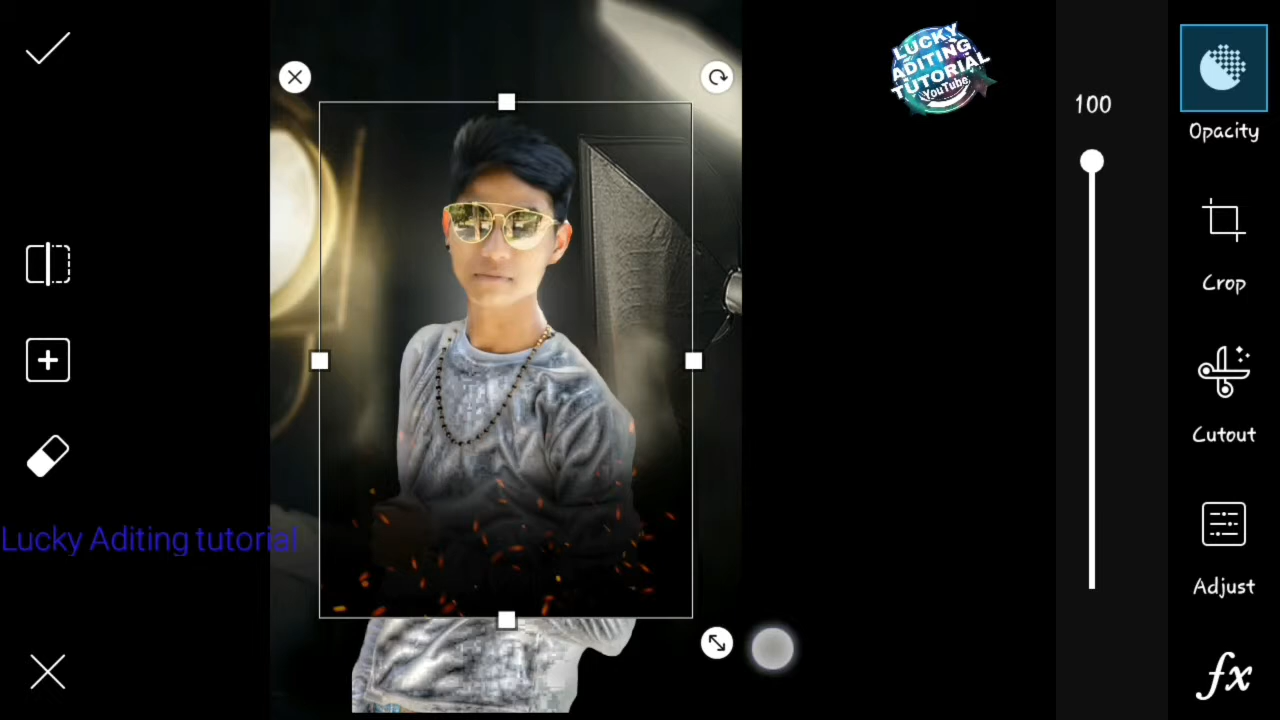 LUCKY
ADITING
TUTORIAL
YouTube
100
Opacity
Crop
Cutout
Adjust
fx
Lucky Aditing tutorial